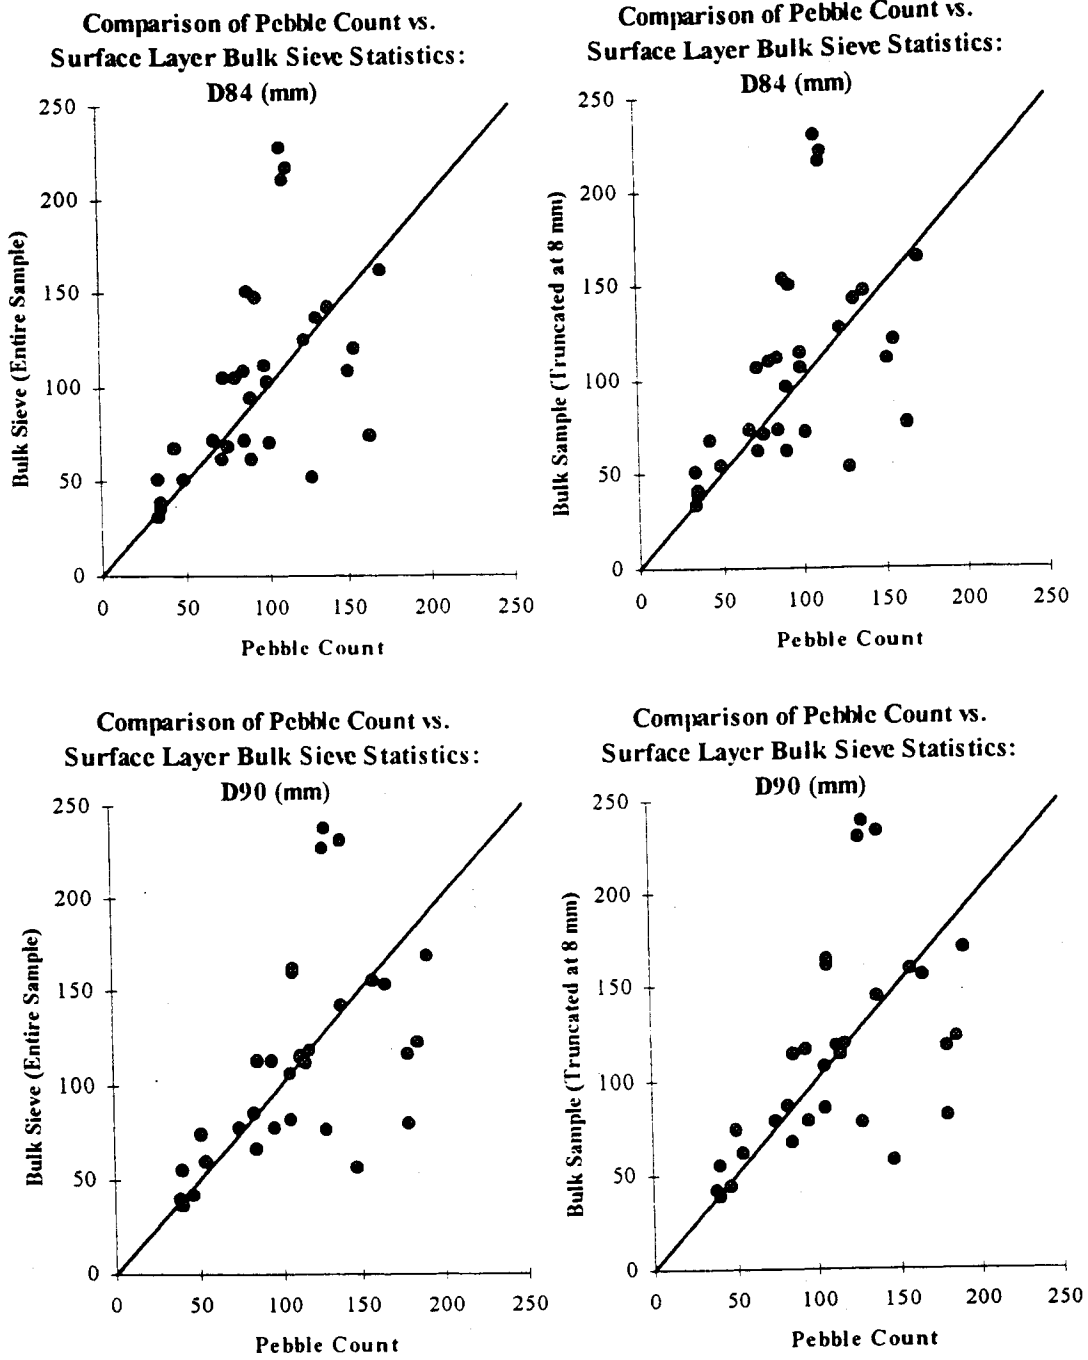 Comparison of Pebble Count vs.
Surface Layer Bulk Sieve Statistics:
D84 (mm)
250
200
150
100
50
0
0 50 100 150 200 250
Bulk Sieve (Entire Sample)
Pebble Count
Comparison of Pebble Count vs.
Surface Layer Bulk Sieve Statistics:
D84 (mm)
250
200
150
100
50
0
0 50 100 150 200 250
Bulk Sample (Truncated at 8 mm)
Pebble Count
Comparison of Pebble Count vs.
Surface Layer Bulk Sieve Statistics:
D90 (mm)
250
200
150
100
50
0
0 50 100 150 200 250
Bulk Sieve (Entire Sample)
Pebble Count
Comparison of Pebble Count vs.
Surface Layer Bulk Sieve Statistics:
D90 (mm)
250
200
150
100
50
0
0 50 100 150 200 250
Bulk Sample (Truncated at 8 mm)
Pebble Count